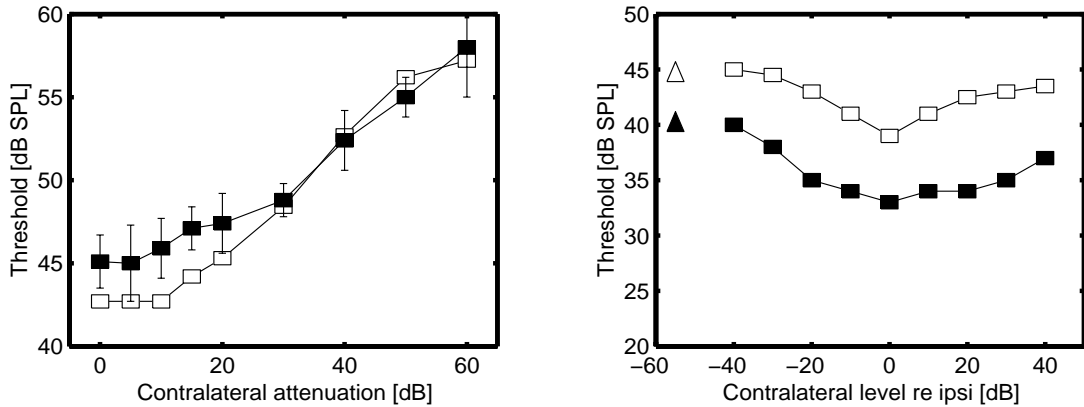 60
55
50
45
40
Threshold [dB SPL]
0 20 40 60
Contralateral attenuation [dB]
50
45
40
35
30
25
20
Threshold [dB SPL]
−60 −40 −20 0 20 40
Contralateral level re ipsi [dB]